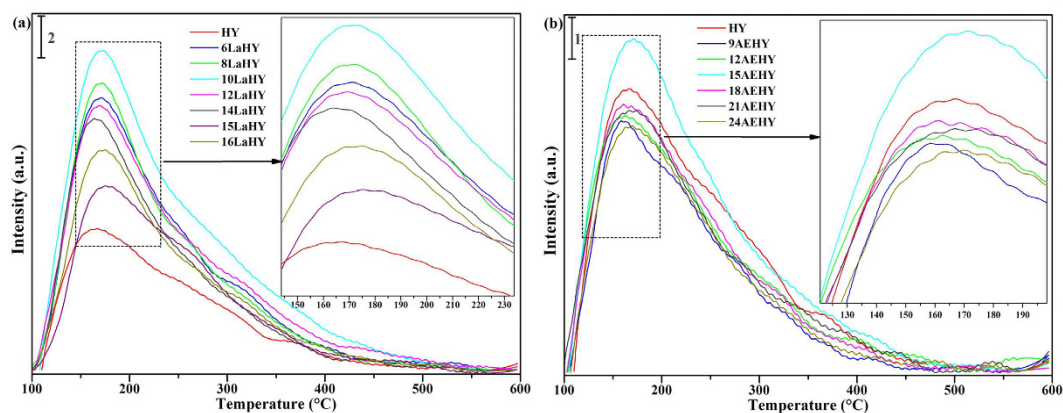 (a)
2
HY
6LaHY
8LaHY
10LaHY
12LaHY
14LaHY
15LaHY
16LaHY
150 160 170 180 190 200 210 220 230
Intensity (a.u.)
100 200 300 400 500 600
Temperature (°C)
(b)
1
HY
9AEHY
12AEHY
15AEHY
18AEHY
21AEHY
24AEHY
130 140 150 160 170 180 190
Intensity (a.u.)
100 200 300 400 500 600
Temperature (°C)